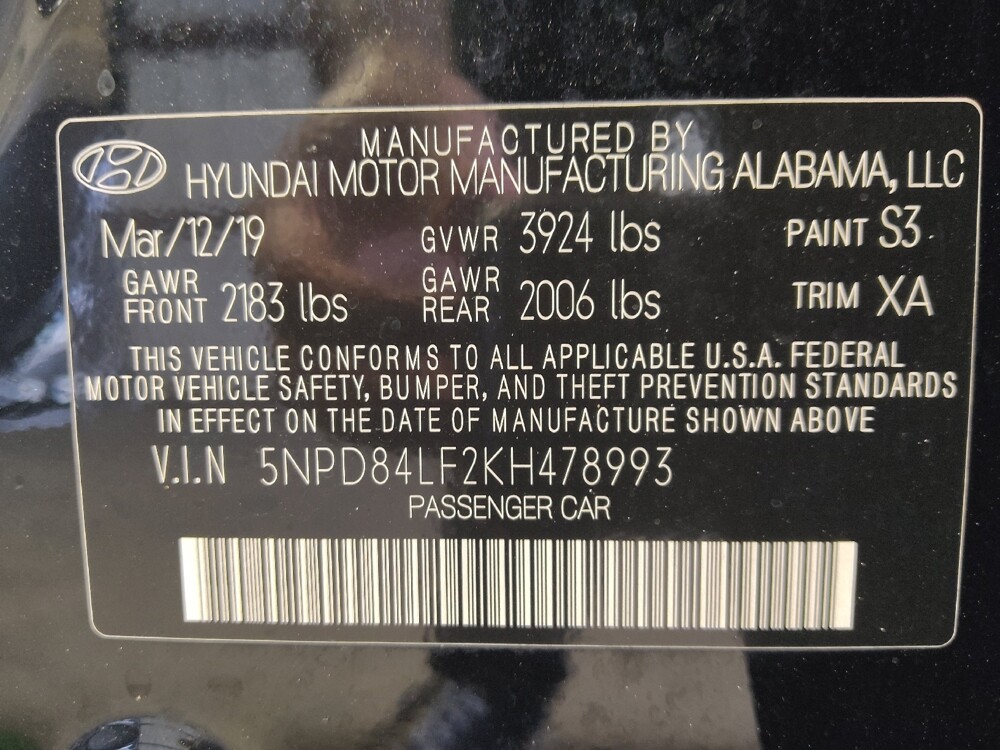 MANUFACTURED BY
HYUNDAI MOTOR MANUFACTURING ALABAMA, LLC
Mar/12/19 GVWR 3924 lbs PAINT S3
GAWR FRONT 2183 lbs GAWR REAR 2006 lbs TRIM XA
THIS VEHICLE CONFORMS TO ALL APPLICABLE U.S.A. FEDERAL
MOTOR VEHICLE SAFETY, BUMPER, AND THEFT PREVENTION STANDARDS
IN EFFECT ON THE DATE OF MANUFACTURE SHOWN ABOVE
V.I.N 5NPD84LF2KH478993
PASSENGER CAR